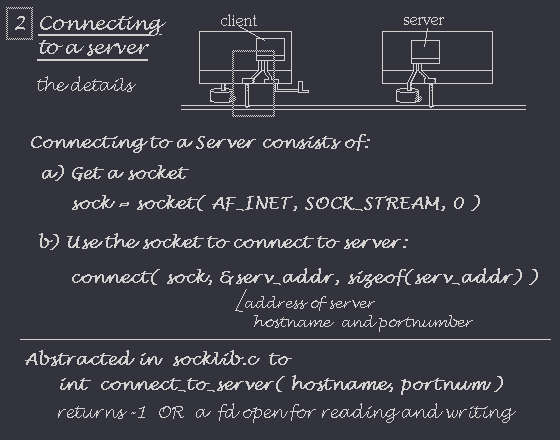 2 Connecting
to a server
the details
client
server
Connecting to a Server consists of:
a) Get a socket
sock = socket( AF_INET, SOCK_STREAM, 0 )
b) Use the socket to connect to server:
connect( sock, &serv_addr, sizeof(serv_addr) )
address of server
hostname and portnumber
Abstracted in socklib.c to
int connect_to_server( hostname, portnum )
returns -1 OR a fd open for reading and writing